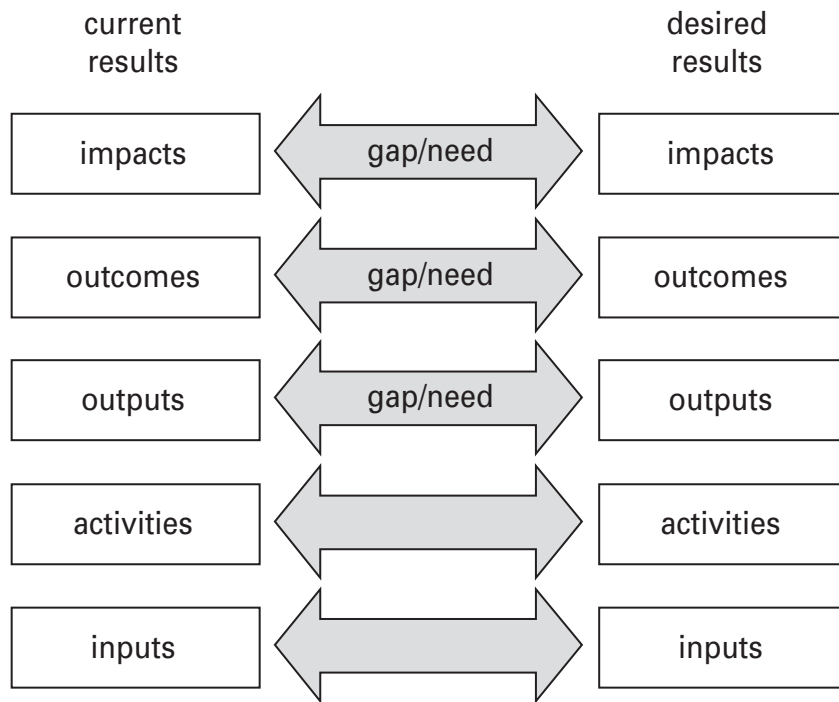 current
results
desired
results
impacts
gap/need
impacts
outcomes
gap/need
outcomes
outputs
gap/need
outputs
activities
activities
inputs
inputs